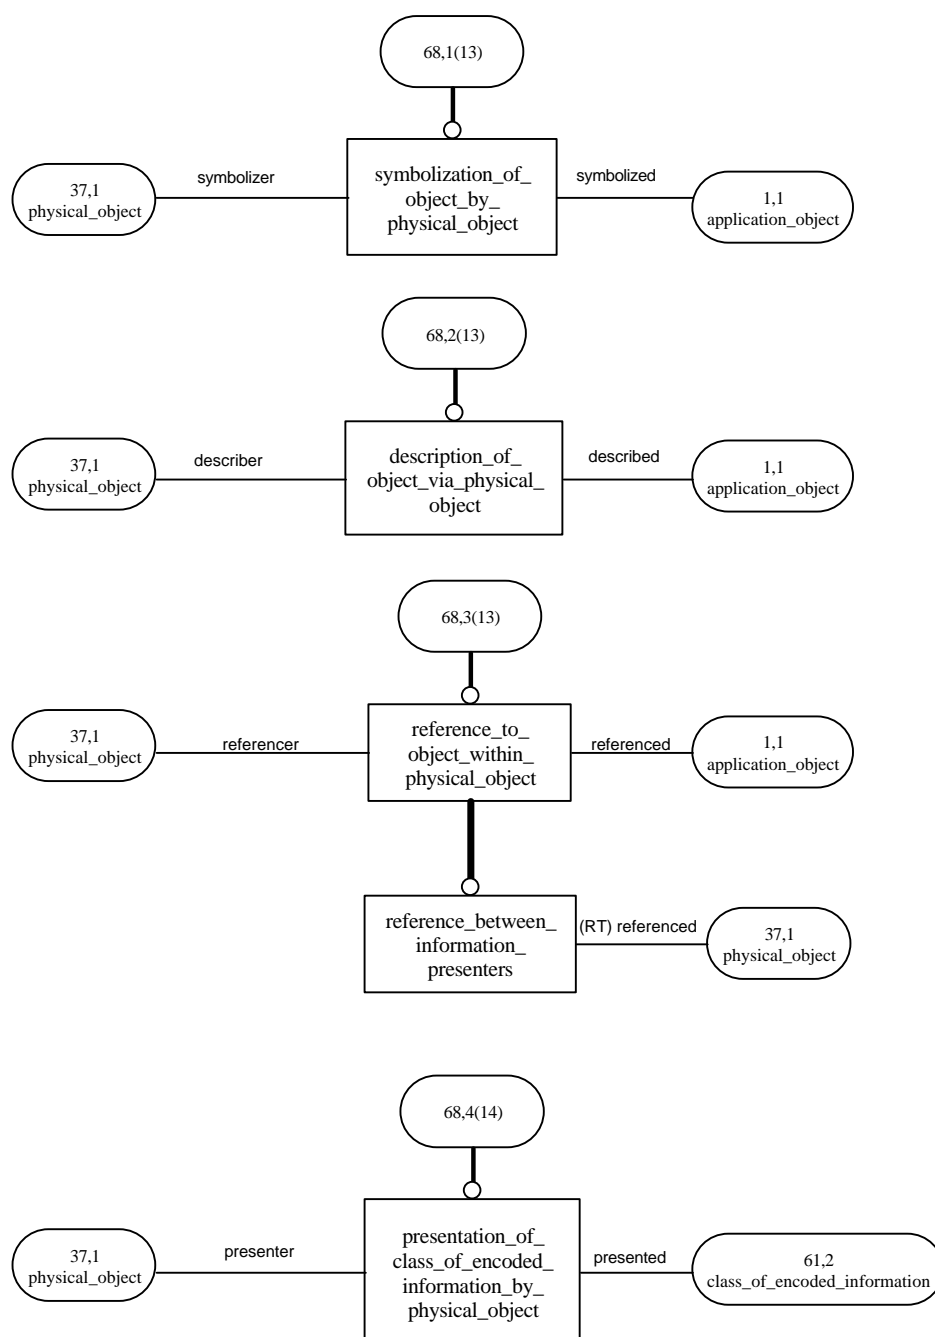 68,1(13)
37,1
physical_object
symbolizer
symbolization_of_
object_by_
physical_object
symbolized
1,1
application_object
68,2(13)
37,1
physical_object
describer
description_of_
object_via_physical_
object
described
1,1
application_object
68,3(13)
37,1
physical_object
referencer
reference_to_
object_within_
physical_object
referenced
1,1
application_object
reference_between_
information_
presenters
(RT) referenced
37,1
physical_object
68,4(14)
37,1
physical_object
presenter
presentation_of_
class_of_encoded_
information_by_
physical_object
presented
61,2
class_of_encoded_information